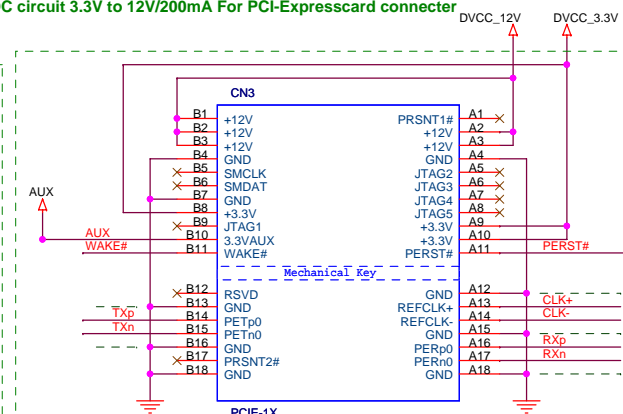 C circuit 3.3V to 12V/200mA For PCI-Expresscard connecter
DVCC_12V DVCC_3.3V
CN3
B1 +12V PRSNT1# A1
B2 +12V +12V A2
B3 +12V +12V A3
B4 GND GND A4
B5 SMCLK JTAG2 A5
B6 SMDAT JTAG3 A6
AUX B7 GND JTAG4 A7
B8 +3.3V JTAG5 A8
B9 JTAG1 +3.3V A9
AUX B10 3.3VAUX +3.3V A10
WAKE# B11 WAKE# PERST# A11 PERST#
Mechanical Key
B12 RSVD GND A12
B13 GND REFCLK+ A13 CLK+
TXp B14 PETp0 REFCLK- A14 CLK-
TXn B15 PETn0 GND A15
B16 GND PERp0 A16 RXp
B17 PRSNT2# PERn0 A17 RXn
B18 GND GND A18
PCIE-1X